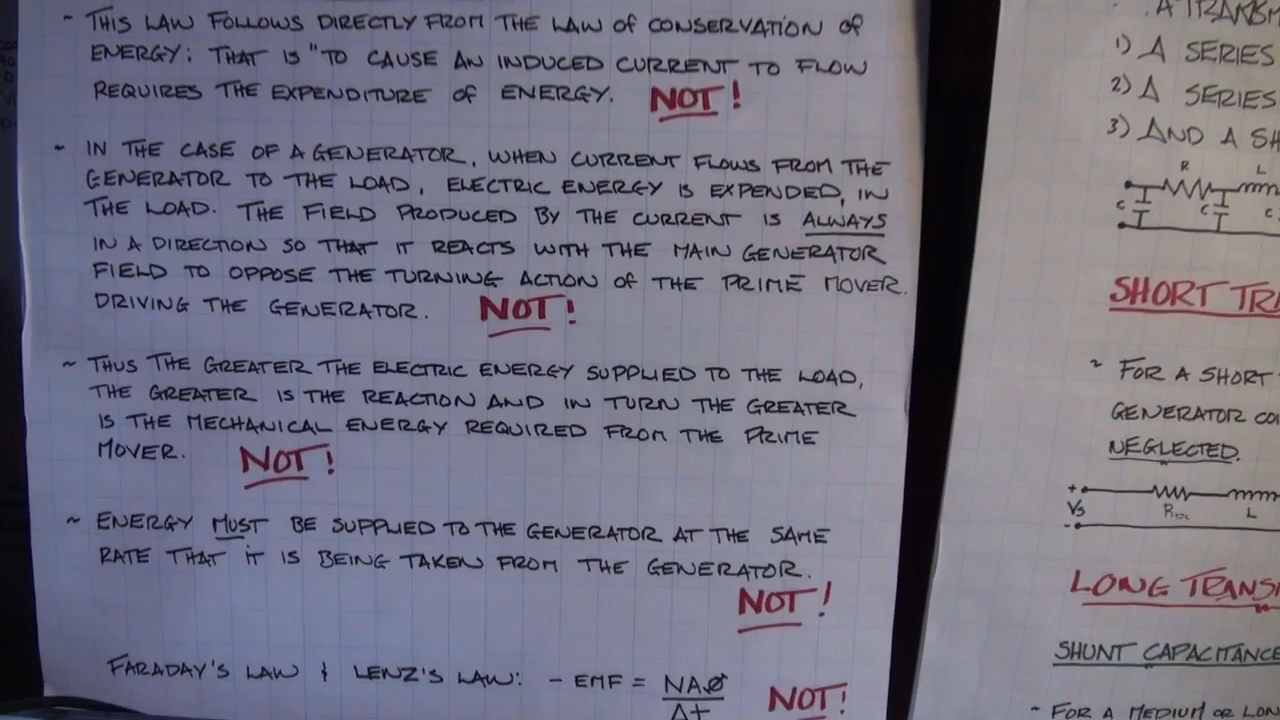 ~ THIS LAW FOLLOWS DIRECTLY FROM THE LAW of CONSERVATION of
ENERGY; THAT IS "TO CAUSE AN INDUCED CURRENT TO FLOW
REQUIRES THE EXPENDITURE of ENERGY. NOT!
~ IN THE CASE OF A GENERATOR, WHEN CURRENT FLOWS FROM THE
GENERATOR TO THE LOAD, ELECTRIC ENERGY IS EXPENDED, IN
THE LOAD. THE FIELD PRODUCED BY THE CURRENT IS ALWAYS
IN A DIRECTION SO THAT IT REACTS WITH THE MAIN GENERATOR
FIELD TO OPPOSE THE TURNING ACTION of THE PRIME MOVER.
DRIVING THE GENERATOR. NOT!
~ THUS THE GREATER THE ELECTRIC ENERGY SUPPLIED TO THE LOAD,
THE GREATER IS THE REACTION AND IN TURN THE GREATER
IS THE MECHANICAL ENERGY REQUIRED FROM THE PRIME
MOVER. NOT!
~ ENERGY MUST BE SUPPLIED TO THE GENERATOR AT THE SAME
RATE THAT IT IS BEING TAKEN FROM THE GENERATOR.
NOT!
FARADAY'S LAW & LENZ'S LAW: - EMF = NΔØ
Δt
NOT!
A TRANSM
1) A SERIES
2) A SERIES
3) AND A SH
R L
C C C
SHORT TRA
~ FOR A SHORT
GENERATOR CO
NEGLECTED.
+
Vs
-
L
LONG TRANS
SHUNT CAPACITANCE
~ FOR A MEDIUM OR LON